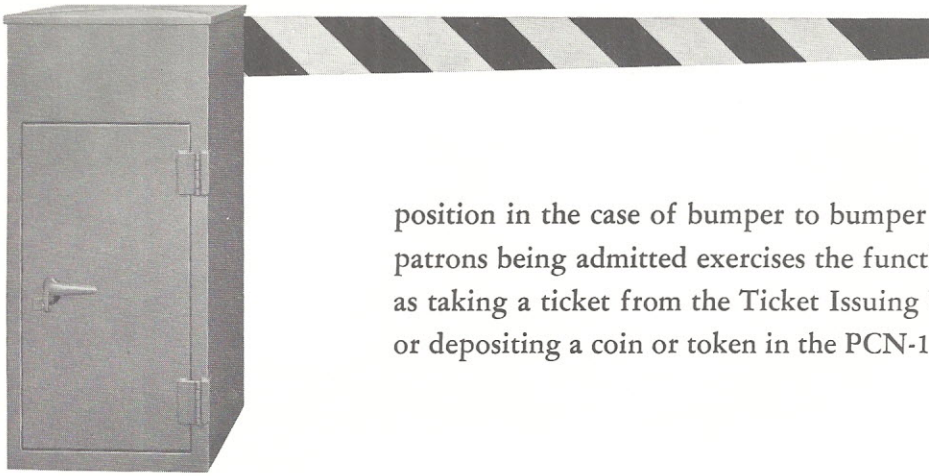 position in the case of bumper to bumper
patrons being admitted exercises the funct
as taking a ticket from the Ticket Issuing
or depositing a coin or token in the PCN-1